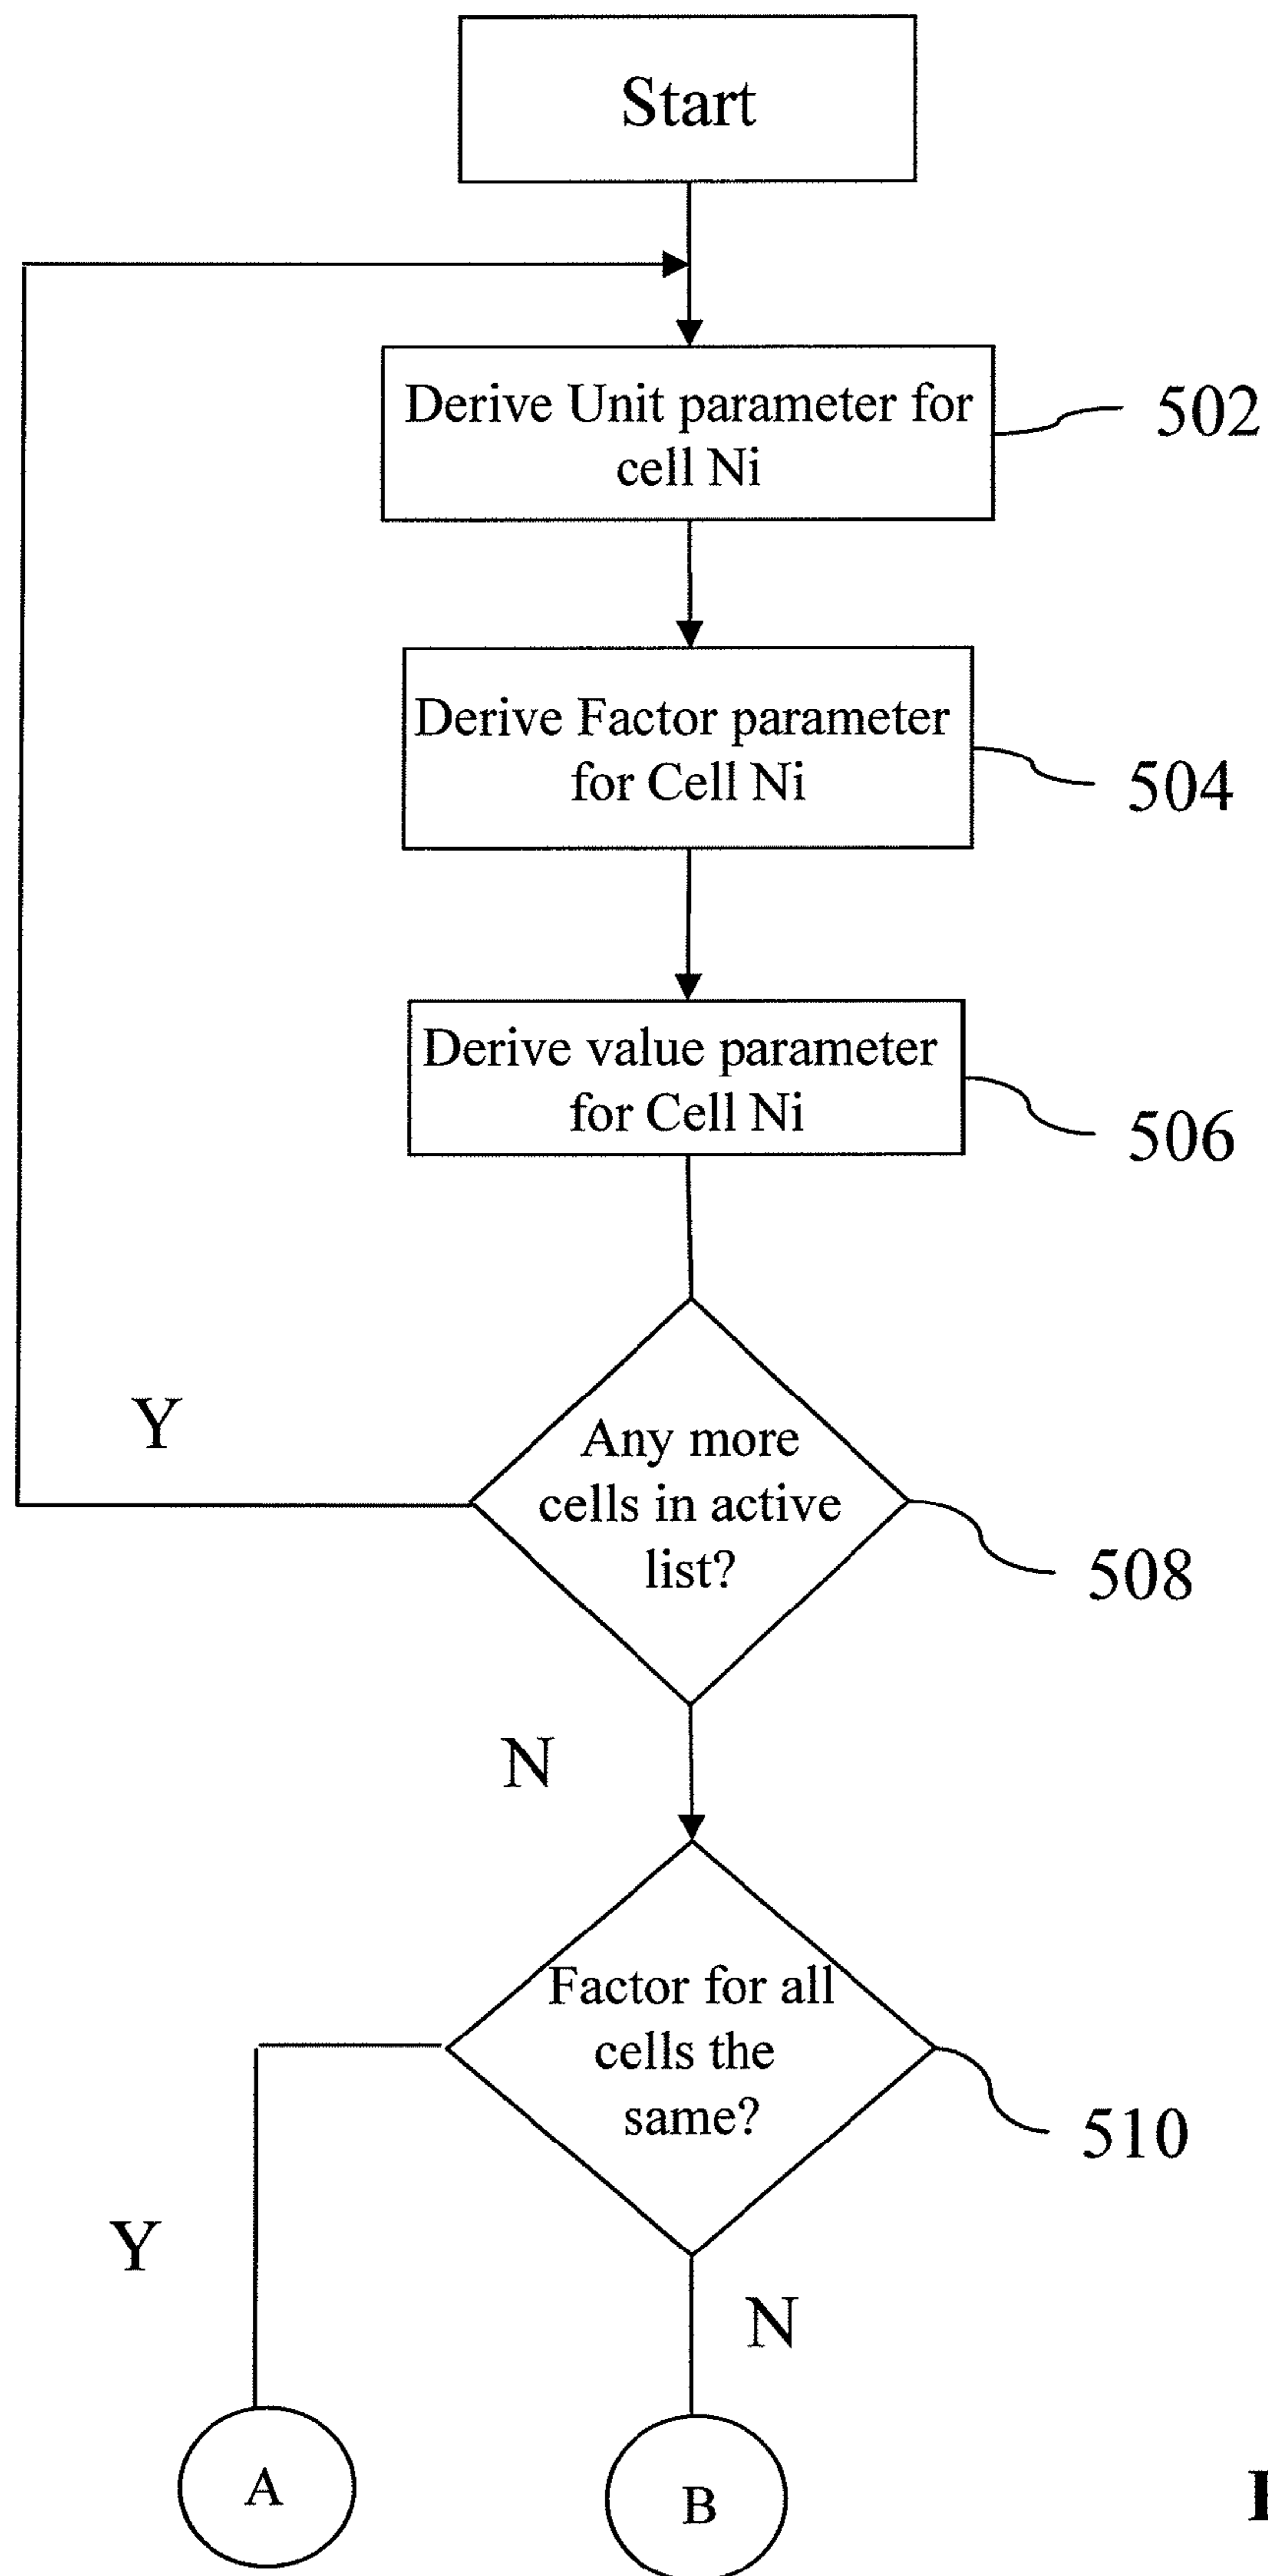 Start
Derive Unit parameter for
cell Ni
502
Derive Factor parameter
for Cell Ni
504
Derive value parameter
for Cell Ni
506
Y
Any more
cells in active
list?
508
N
Factor for all
cells the
same?
510
Y
N
A
B